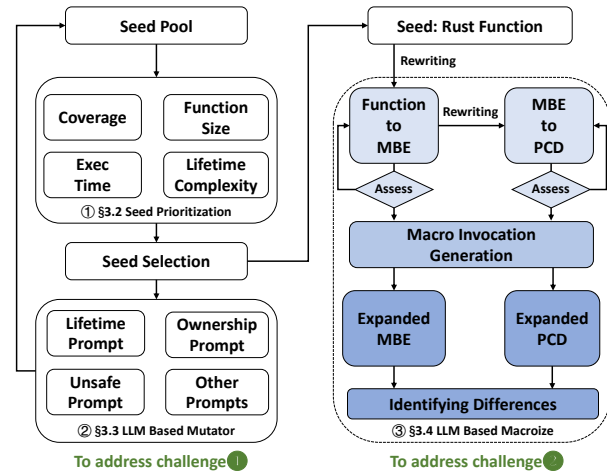 Seed Pool
Coverage
Function
Size
Exec
Time
Lifetime
Complexity
① §3.2 Seed Prioritization
Seed Selection
Lifetime
Prompt
Ownership
Prompt
Unsafe
Prompt
Other
Prompts
② §3.3 LLM Based Mutator
To address challenge ❶
Seed: Rust Function
Rewriting
Function
to
MBE
Rewriting
MBE
to
PCD
Assess
Assess
Macro Invocation
Generation
Expanded
MBE
Expanded
PCD
Identifying Differences
③ §3.4 LLM Based Macroize
To address challenge ❷